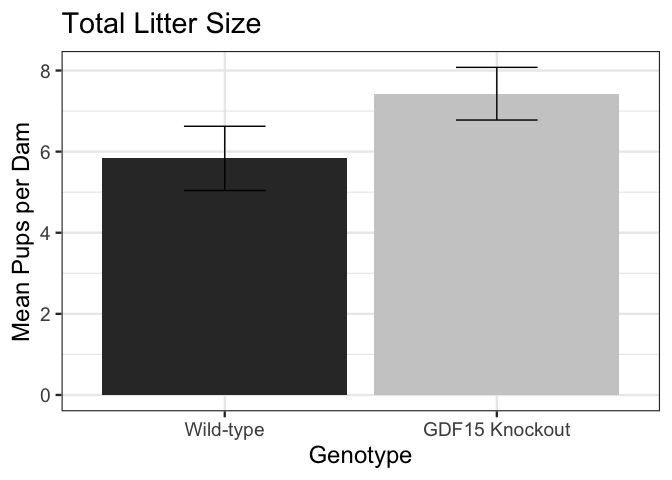 Total Litter Size
Mean Pups per Dam
8
6
4
2
0
Wild-type
GDF15 Knockout
Genotype